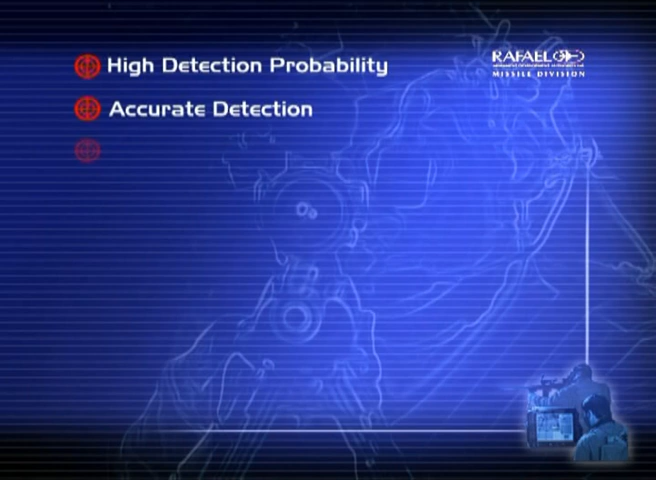 High Detection Probability
RAFAEL
MISSILE DIVISION
Accurate Detection